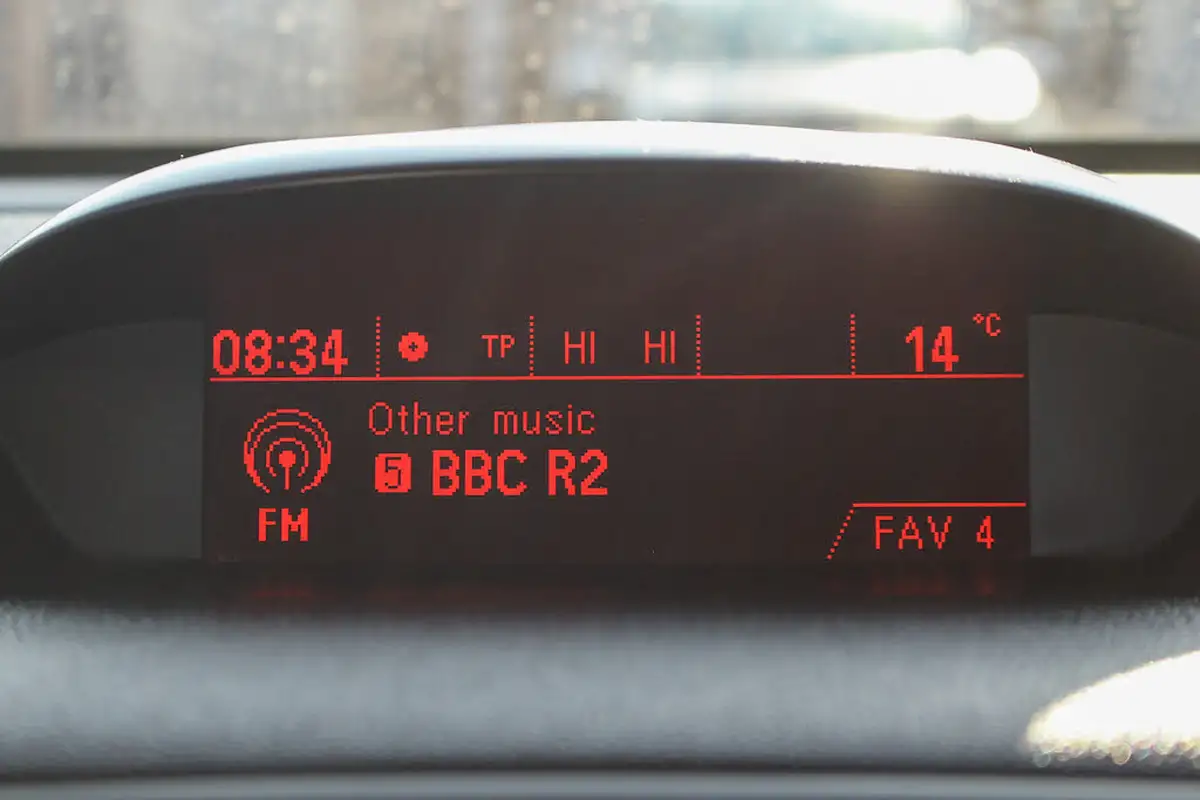 08:34 TP HI HI 14 °C
Other music
5 BBC R2
FM
FAV 4